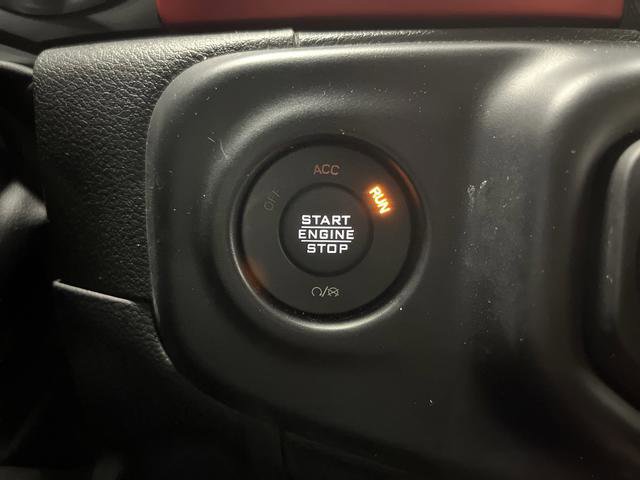 ACC
OFF
RUN
START
ENGINE
STOP